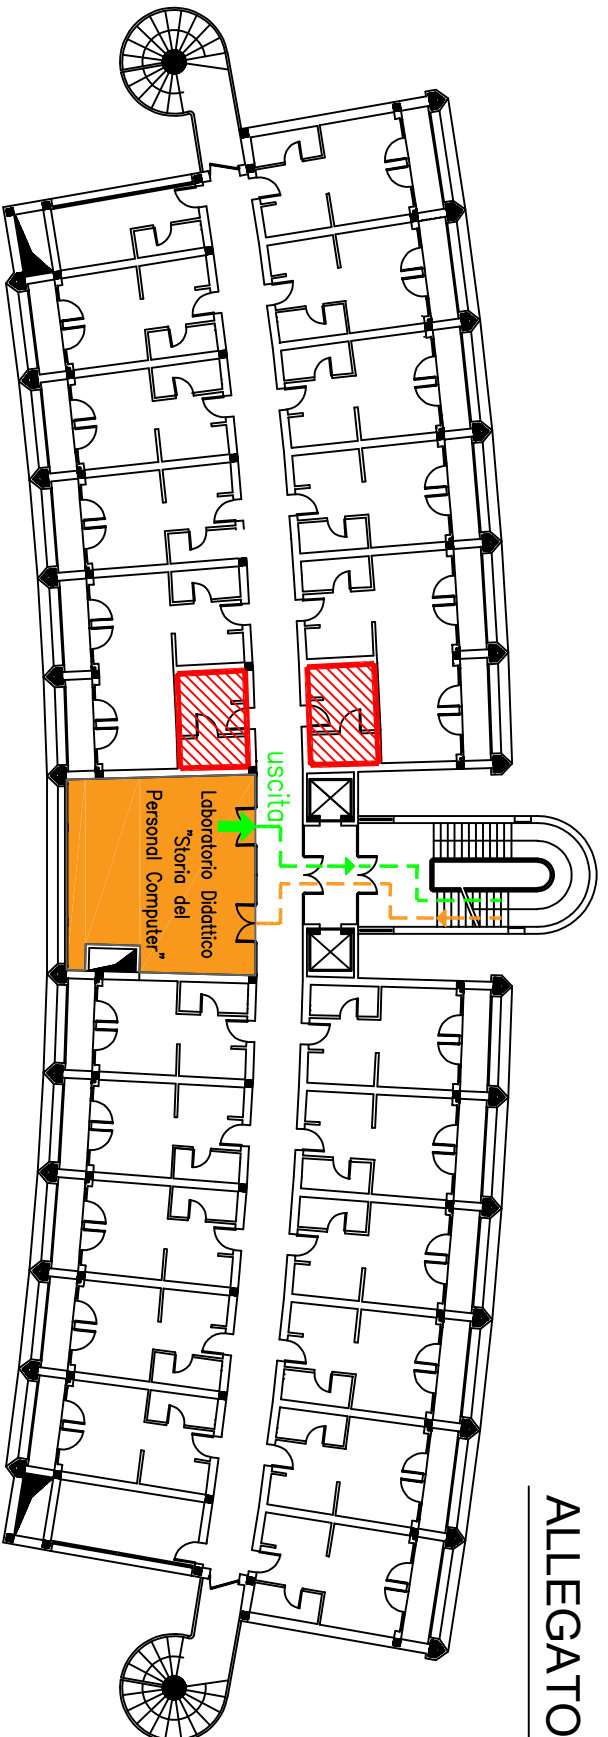 ALLEGATO
uscita
Laboratorio Didattico
"Storia del
Personal Computer"